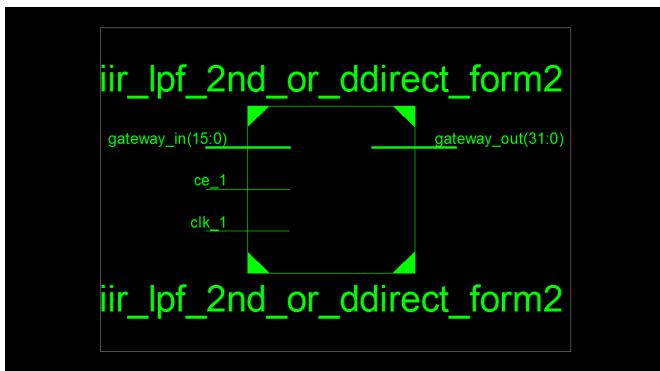 iir_lpf_2nd_or_ddirect_form2
gateway_in(15:0)
gateway_out(31:0)
ce_1
clk_1
iir_lpf_2nd_or_ddirect_form2